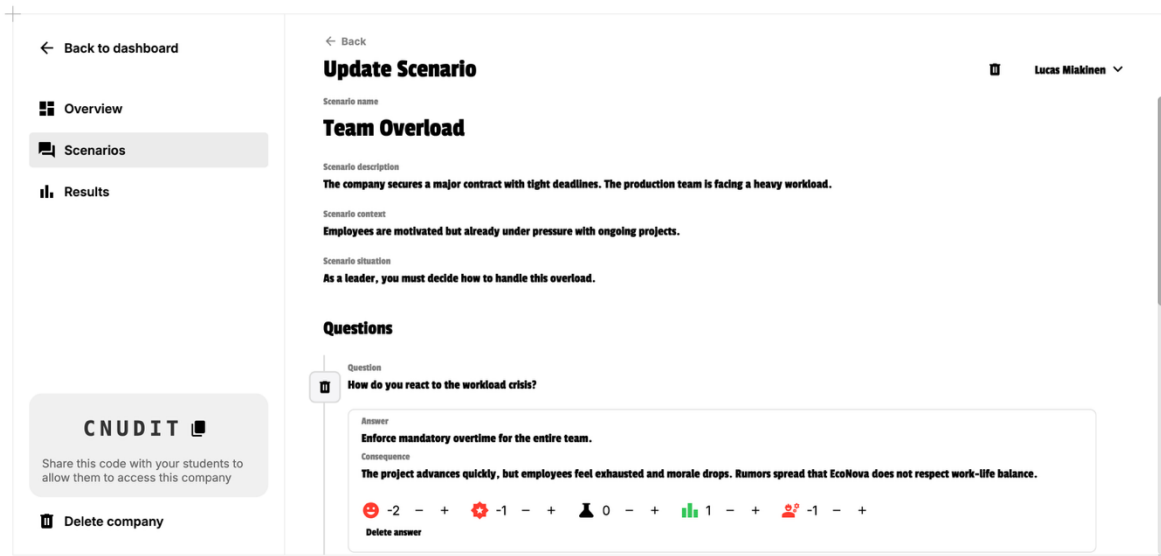 Back to dashboard
Overview
Scenarios
Results
CNUDIT
Share this code with your students to
allow them to access this company
Delete company
Back
Update Scenario
Lucas Miakinen
Scenario name
Team Overload
Scenario description
The company secures a major contract with tight deadlines. The production team is facing a heavy workload.
Scenario context
Employees are motivated but already under pressure with ongoing projects.
Scenario situation
As a leader, you must decide how to handle this overload.
Questions
Question
How do you react to the workload crisis?
Answer
Enforce mandatory overtime for the entire team.
Consequence
The project advances quickly, but employees feel exhausted and morale drops. Rumors spread that EcoNova does not respect work-life balance.
-2 − + -1 − + 0 − + 1 − + -1 − +
Delete answer